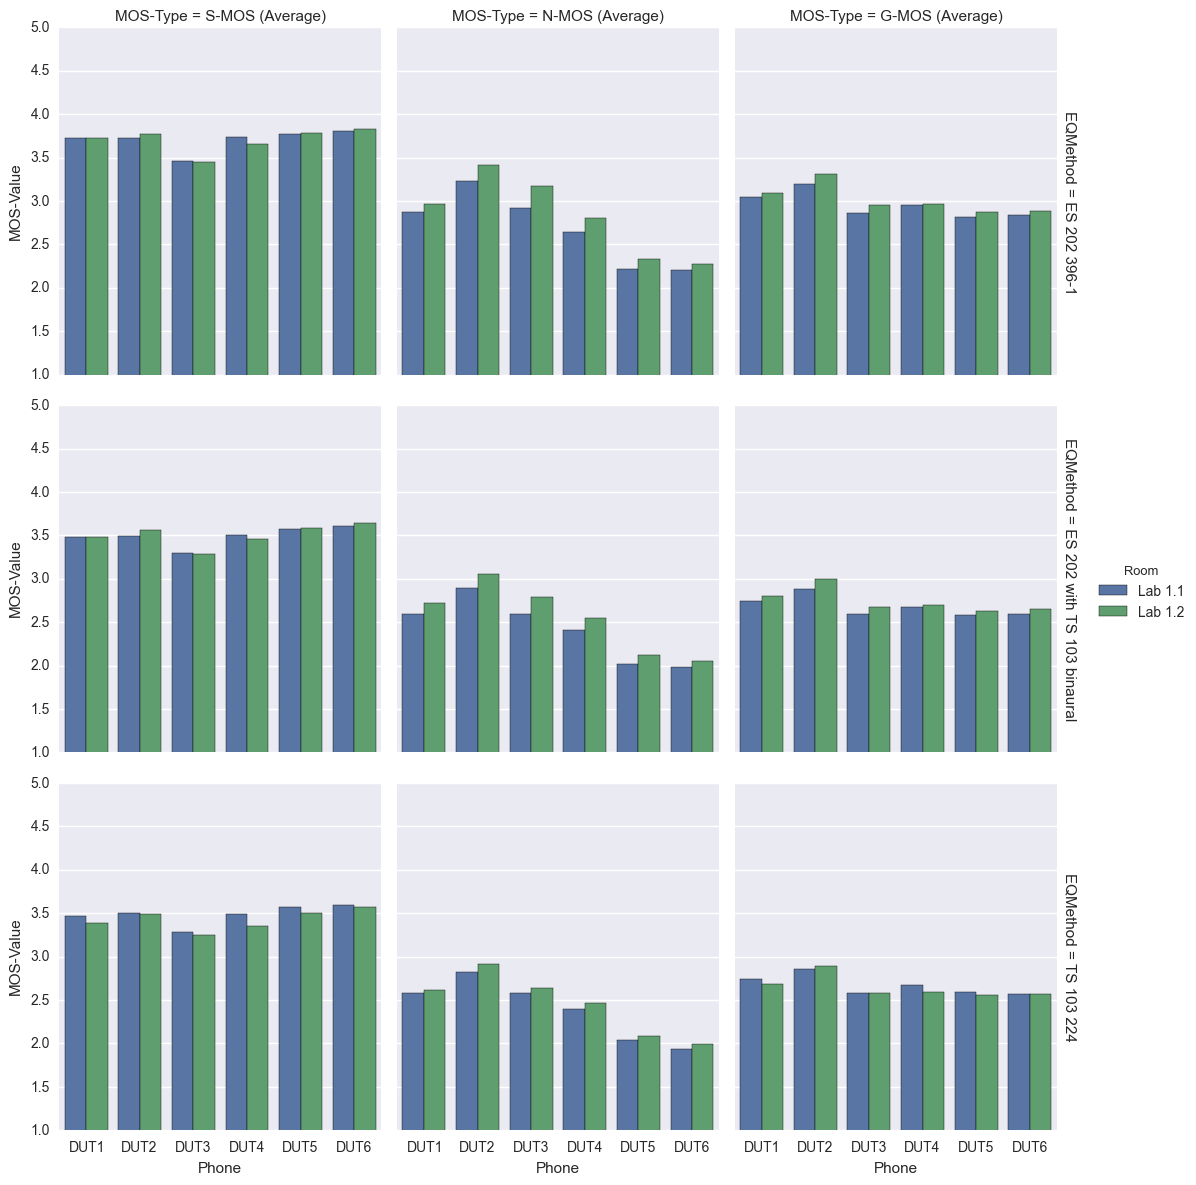 MOS-Type = S-MOS (Average)
MOS-Type = N-MOS (Average)
MOS-Type = G-MOS (Average)
5.0
4.5
4.0
3.5
3.0
2.5
2.0
1.5
1.0
MOS-Value
EQMethod = ES 202 396-1
5.0
4.5
4.0
3.5
3.0
2.5
2.0
1.5
1.0
MOS-Value
EQMethod = ES 202 with TS 103 binaural
Room
Lab 1.1
Lab 1.2
5.0
4.5
4.0
3.5
3.0
2.5
2.0
1.5
1.0
MOS-Value
EQMethod = TS 103 224
DUT1 DUT2 DUT3 DUT4 DUT5 DUT6
Phone
DUT1 DUT2 DUT3 DUT4 DUT5 DUT6
Phone
DUT1 DUT2 DUT3 DUT4 DUT5 DUT6
Phone